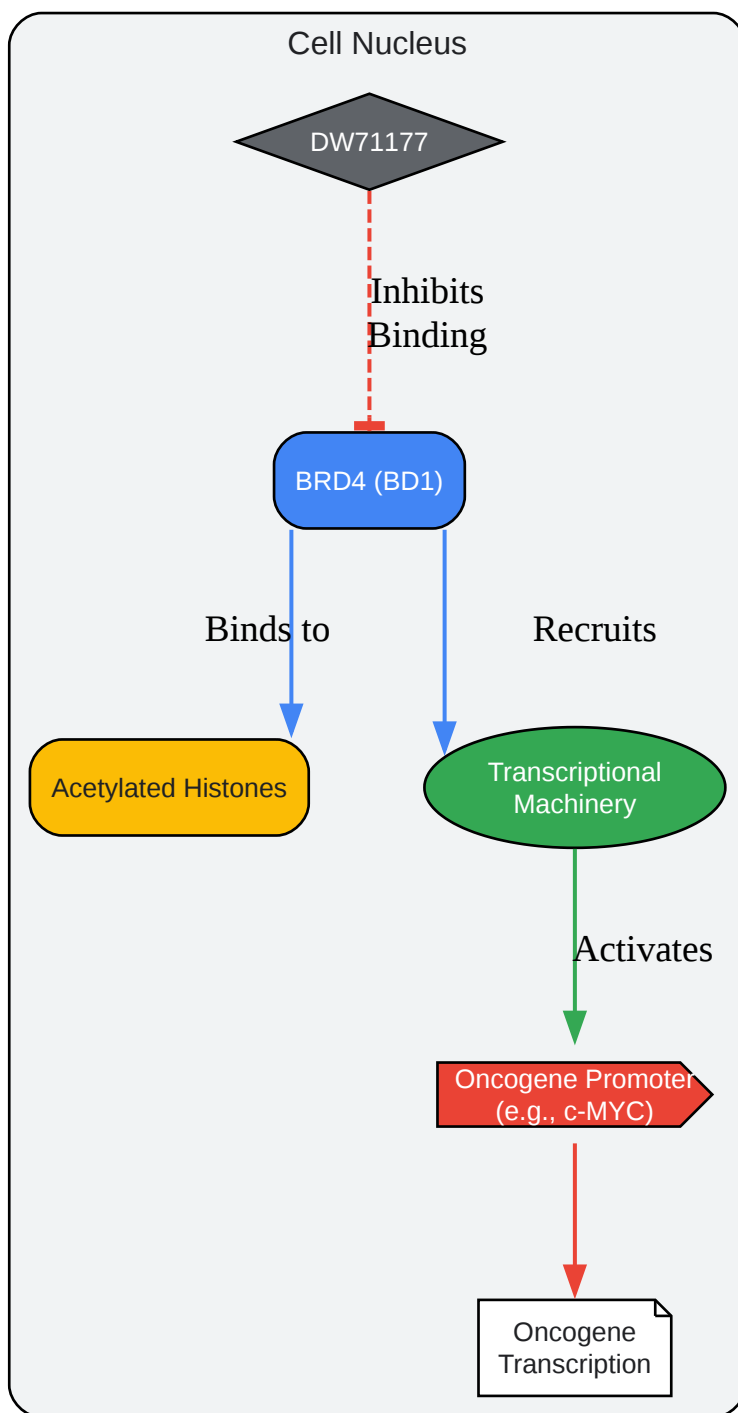 Cell Nucleus
DW71177
Inhibits
Binding
BRD4 (BD1)
Binds to
Recruits
Acetylated Histones
Transcriptional
Machinery
Activates
Oncogene Promoter
(e.g., c-MYC)
Oncogene
Transcription